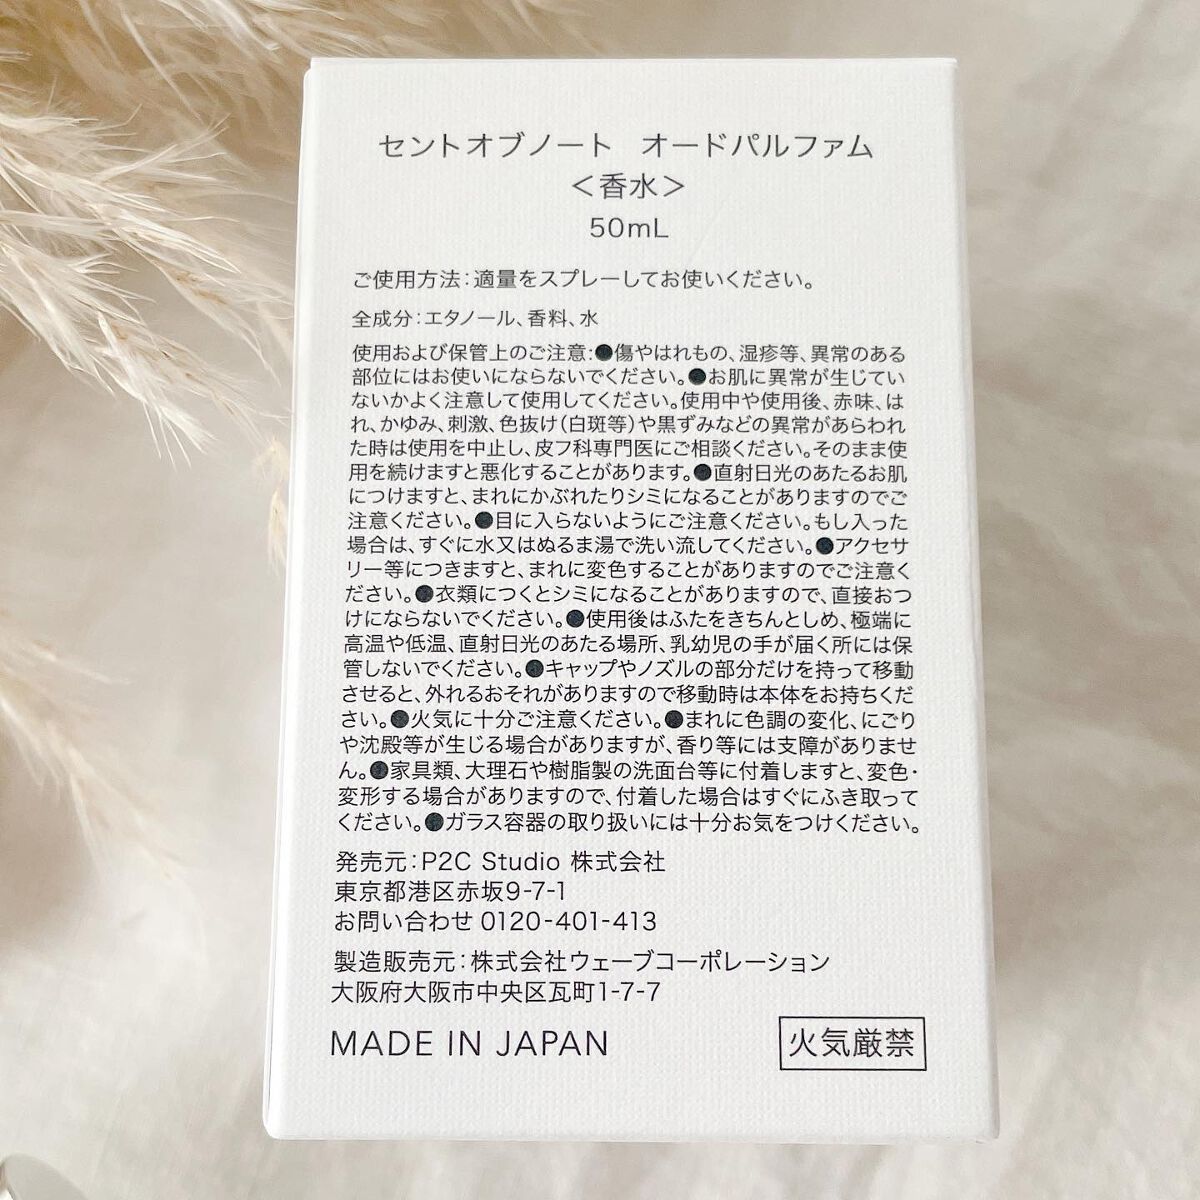 セントオブノート　オードパルファム
＜香水＞
50mL
ご使用方法：適量をスプレーしてお使いください。
全成分：エタノール、香料、水
使用および保管上のご注意：●傷やはれもの、湿疹等、異常のある
部位にはお使いにならないでください。●お肌に異常が生じてい
ないかよく注意して使用してください。使用中や使用後、赤味、は
れ、かゆみ、刺激、色抜け（白斑等）や黒ずみなどの異常があらわれ
た時は使用を中止し、皮フ科専門医にご相談ください。そのまま使
用を続けますと悪化することがあります。●直射日光のあたるお肌
につけますと、まれにかぶれたりシミになることがありますのでご
注意ください。●目に入らないようにご注意ください。もし入った
場合は、すぐに水又はぬるま湯で洗い流してください。●アクセサ
リー等につきますと、まれに変色することがありますのでご注意く
ださい。●衣類につくとシミになることがありますので、直接おつ
けにならないでください。●使用後はふたをきちんとしめ、極端に
高温や低温、直射日光のあたる場所、乳幼児の手が届く所には保
管しないでください。●キャップやノズルの部分だけを持って移動
させると、外れるおそれがありますので移動時は本体をお持ちくだ
さい。●火気に十分ご注意ください。●まれに色調の変化、にごり
や沈殿等が生じる場合がありますが、香り等には支障がありませ
ん。●家具類、大理石や樹脂製の洗面台等に付着しますと、変色・
変形する場合がありますので、付着した場合はすぐにふき取って
ください。●ガラス容器の取り扱いには十分お気をつけください。
発売元：P2C Studio 株式会社
東京都港区赤坂9-7-1
お問い合わせ 0120-401-413
製造販売元：株式会社ウェーブコーポレーション
大阪府大阪市中央区瓦町1-7-7
MADE IN JAPAN
火気厳禁